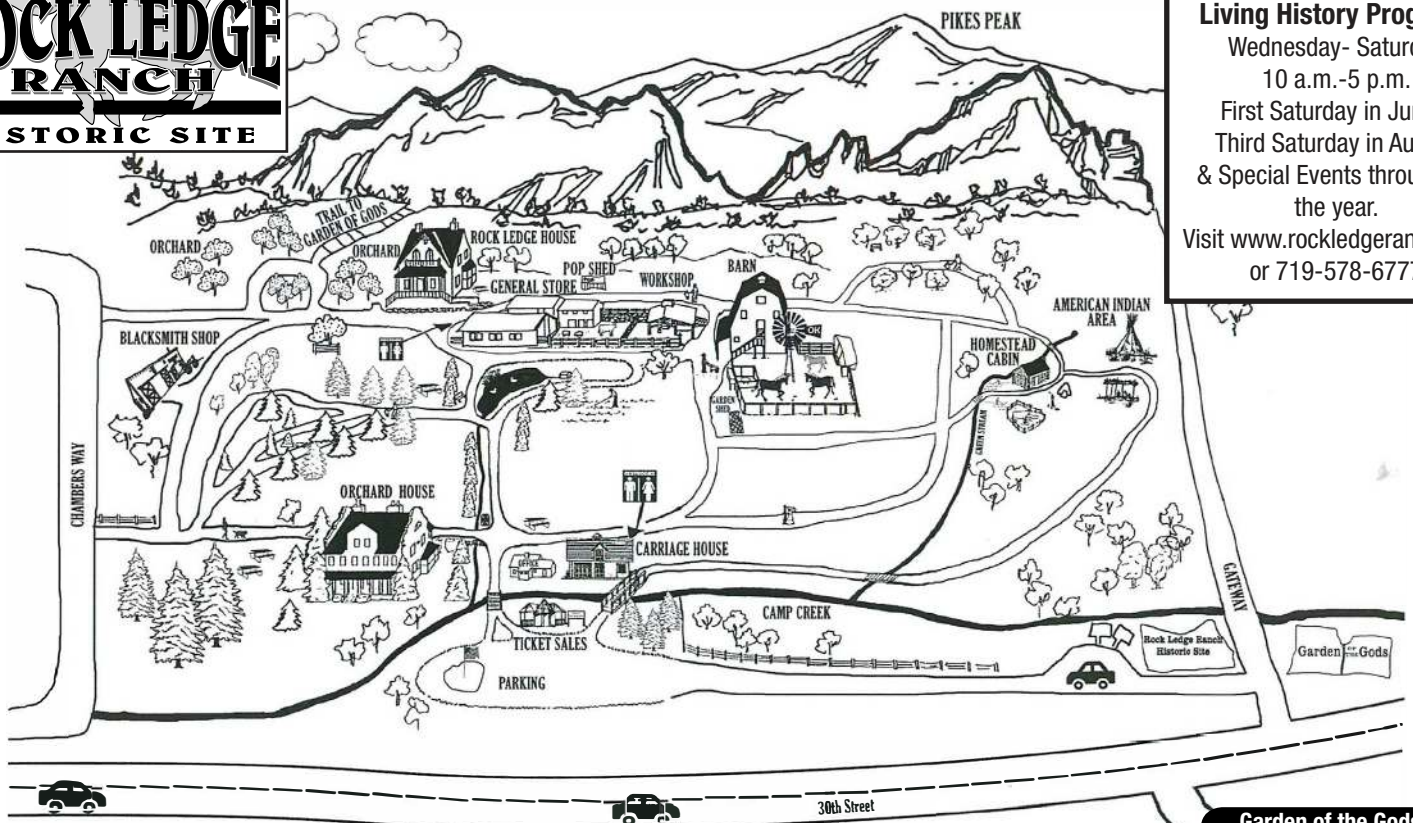 OCK LEDGE
RANCH
STORIC SITE
PIKES PEAK
Living History Prog
Wednesday- Satur
10 a.m.-5 p.m.
First Saturday in Ju
Third Saturday in Au
& Special Events throu
the year.
Visit www.rockledgeran
or 719-578-677
TRAIL TO
GARDEN OF GODS
ORCHARD
ORCHARD
ROCK LEDGE HOUSE
POP SHED
GENERAL STORE
WORKSHOP
BARN
OK
AMERICAN INDIAN
AREA
BLACKSMITH SHOP
HOMESTEAD
CABIN
GARDEN
SHED
CHAMBERS WAY
ORCHARD HOUSE
CARRIAGE HOUSE
OFFICE
GATEWAY
CAMP CREEK
TICKET SALES
PARKING
Rock Ledge Ranch
Historic Site
Garden OF THE Gods
30th Street
Garden of the Gods